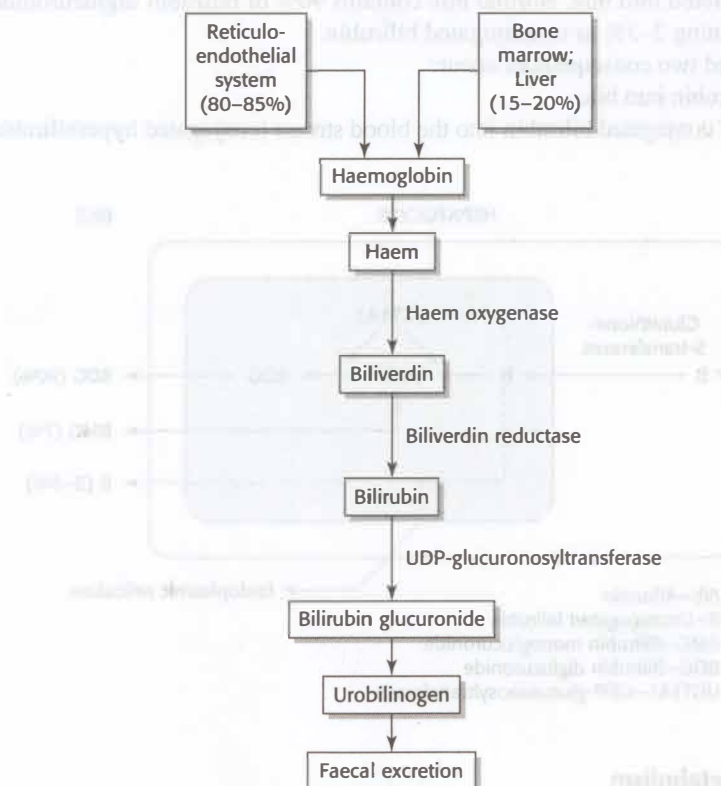 Reticulo-
endothelial
system
(80–85%)
Bone
marrow;
Liver
(15–20%)
Haemoglobin
Haem
Haem oxygenase
Biliverdin
Biliverdin reductase
Bilirubin
UDP-glucuronosyltransferase
Bilirubin glucuronide
Urobilinogen
Faecal excretion